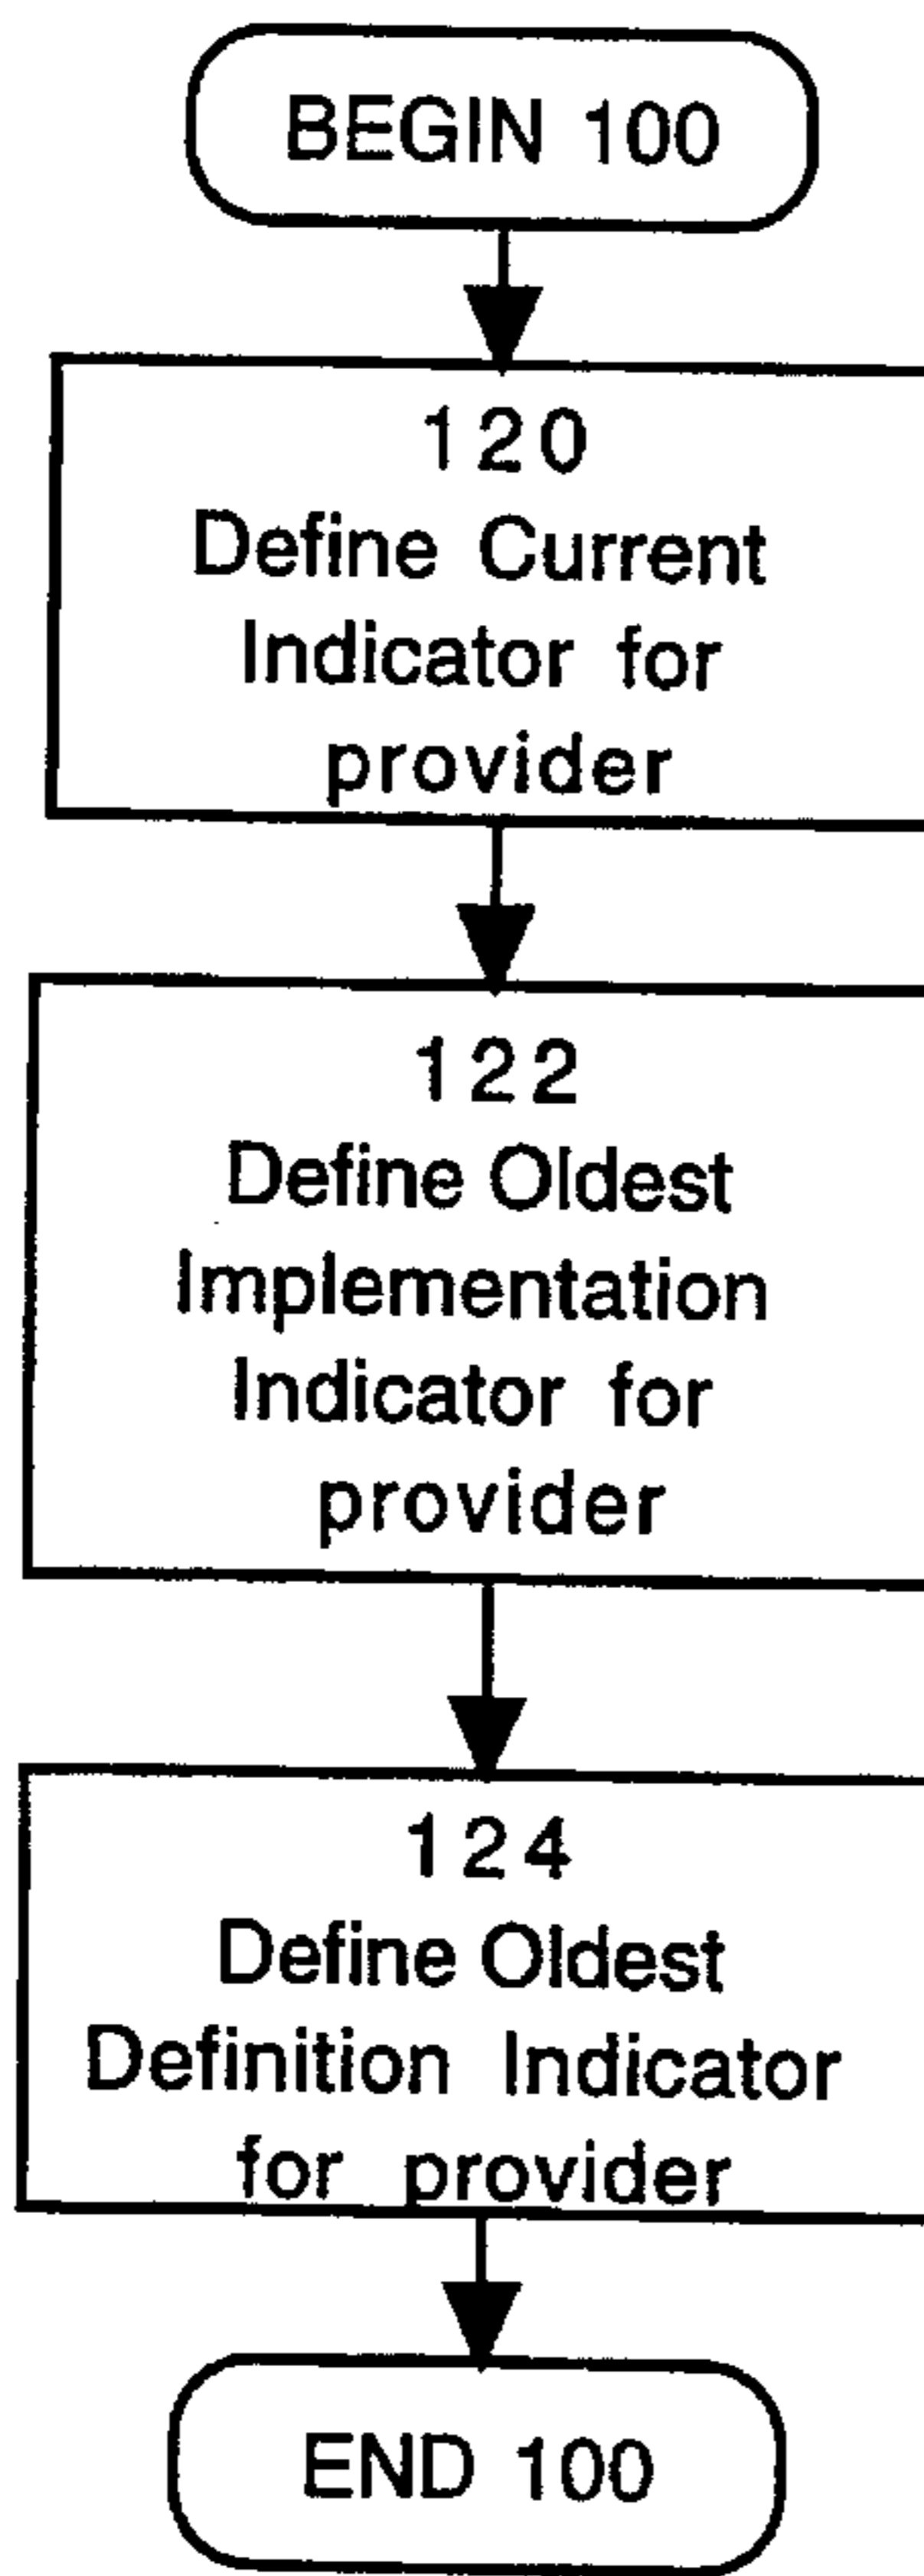 BEGIN 100
120
Define Current
Indicator for
provider
122
Define Oldest
Implementation
Indicator for
provider
124
Define Oldest
Definition Indicator
for provider
END 100